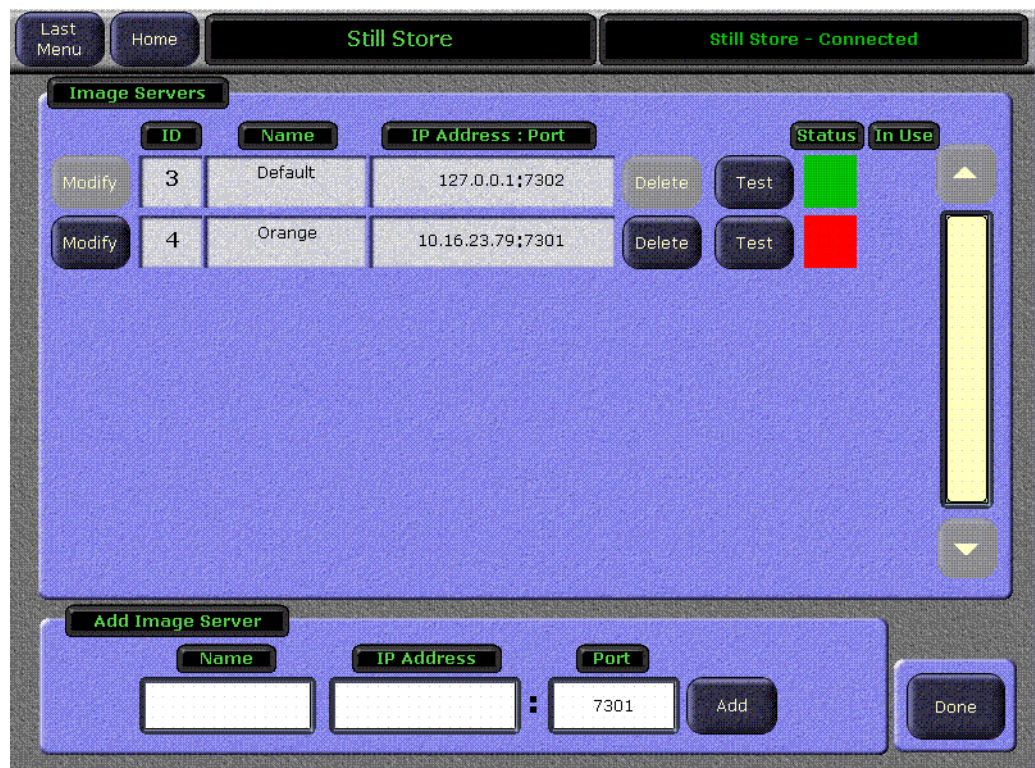 Last Menu Home Still Store Still Store - Connected
Image Servers
ID Name IP Address : Port Status In Use
Modify 3 Default 127.0.0.1:7302 Delete Test
Modify 4 Orange 10.16.23.79:7301 Delete Test
Add Image Server
Name IP Address Port
: 7301 Add Done